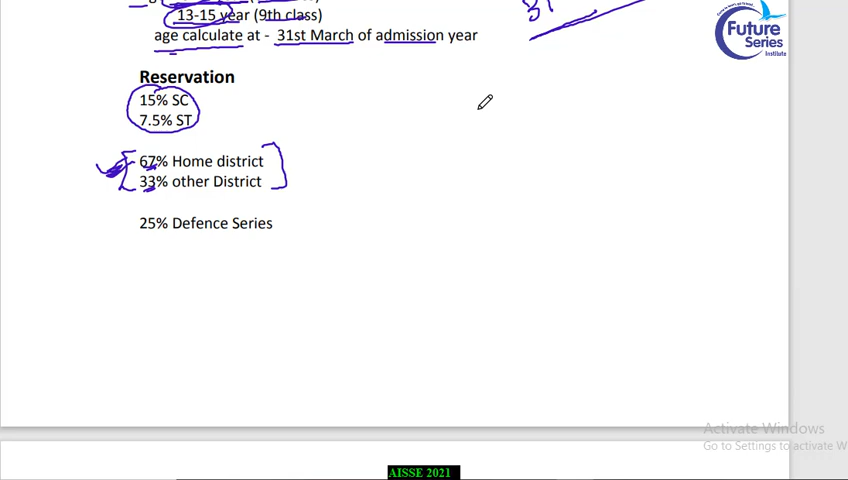 13-15 year (9th class)
age calculate at - 31st March of admission year
Future
Series
Institute
Reservation
15% SC
7.5% ST
67% Home district
33% other District
25% Defence Series
Activate Windows
Go to Settings to activate W
AISSE 2021